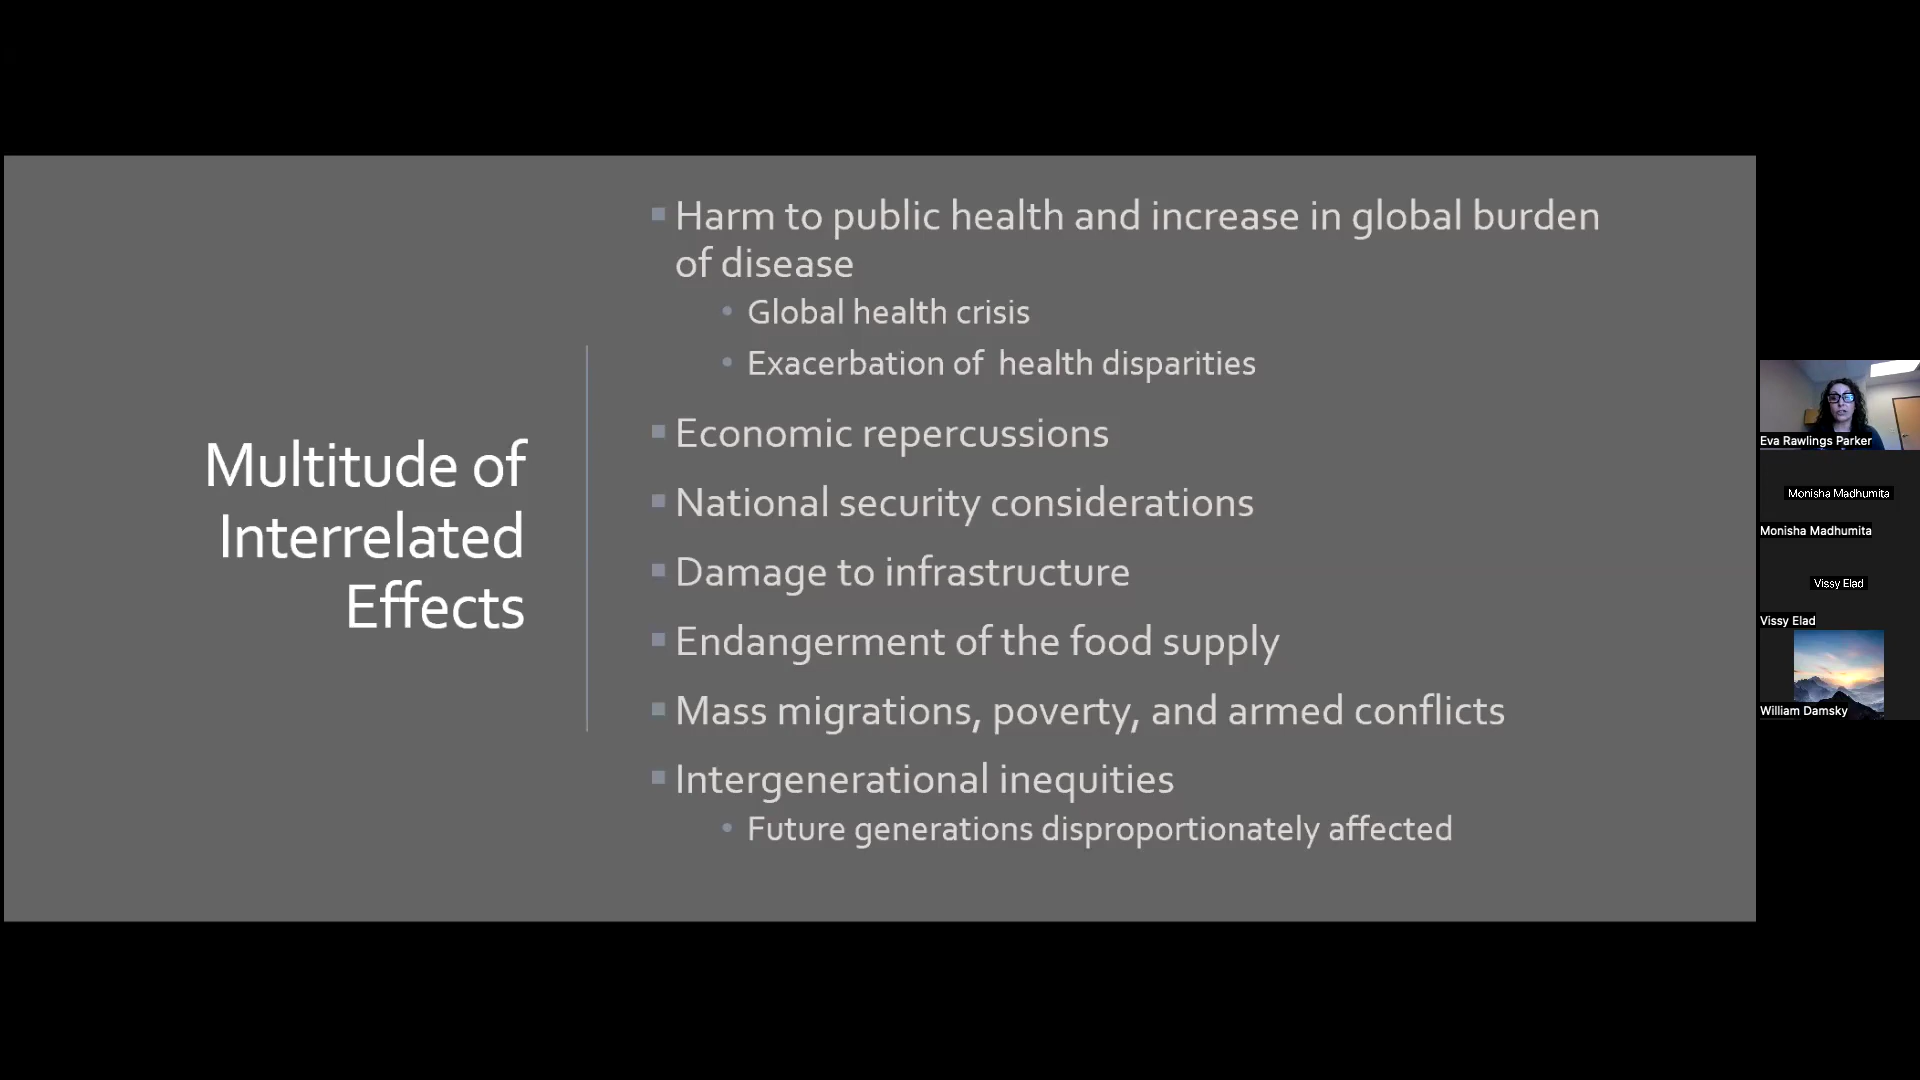 Multitude of
Interrelated
Effects
Harm to public health and increase in global burden
of disease
Global health crisis
Exacerbation of health disparities
Economic repercussions
National security considerations
Damage to infrastructure
Endangerment of the food supply
Mass migrations, poverty, and armed conflicts
Intergenerational inequities
Future generations disproportionately affected
Eva Rawlings Parker
Monisha Madhumita
Monisha Madhumita
Vissy Elad
Vissy Elad
William Damsky